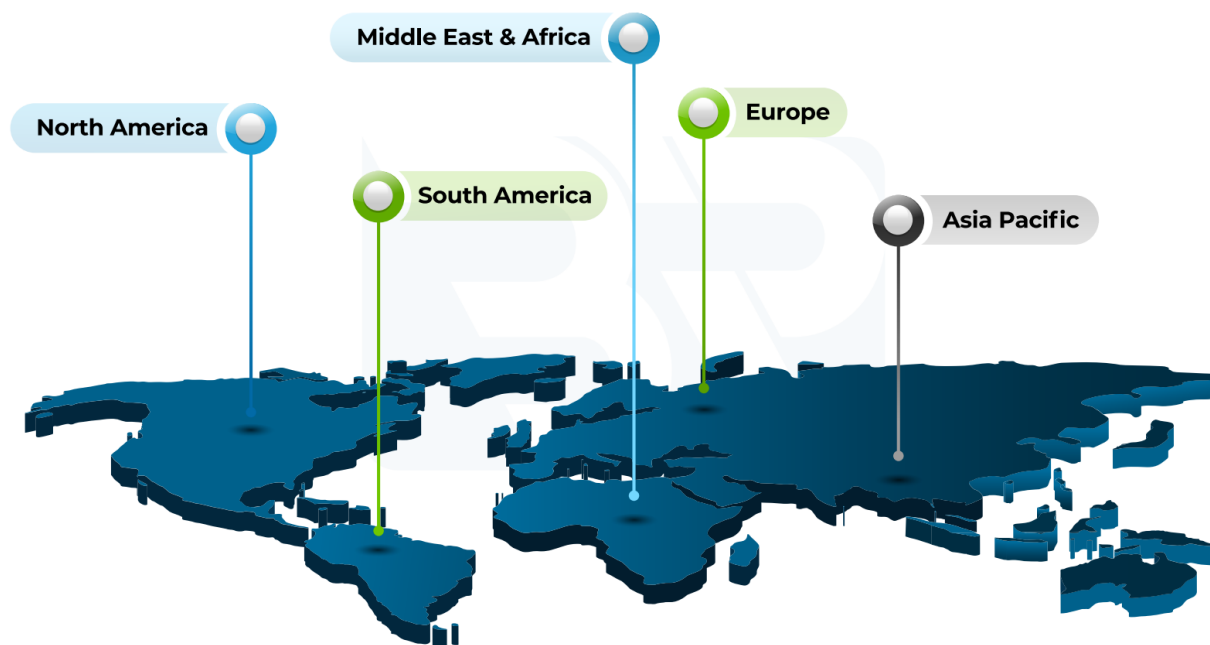 Middle East & Africa
Europe
North America
South America
Asia Pacific